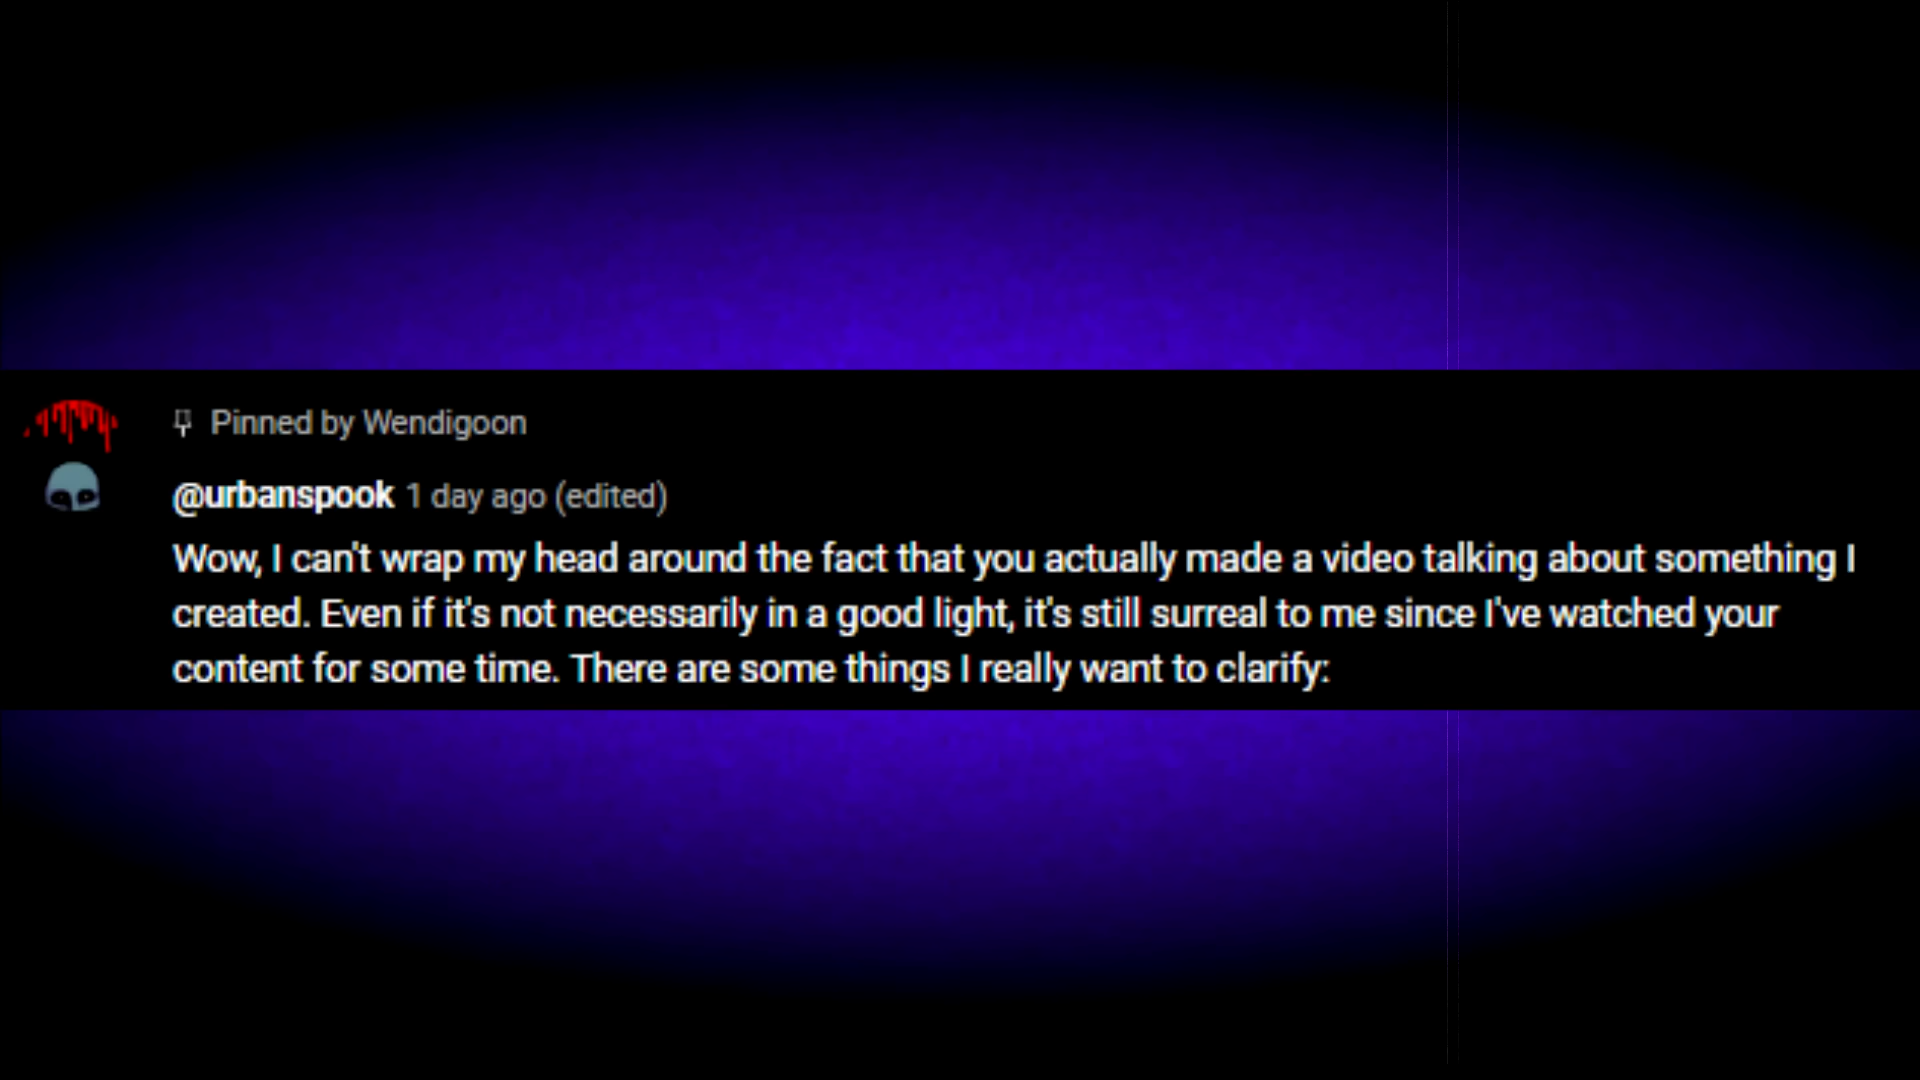 Pinned by Wendigoon
@urbanspook 1 day ago (edited)
Wow, I can't wrap my head around the fact that you actually made a video talking about something I
created. Even if it's not necessarily in a good light, it's still surreal to me since I've watched your
content for some time. There are some things I really want to clarify: